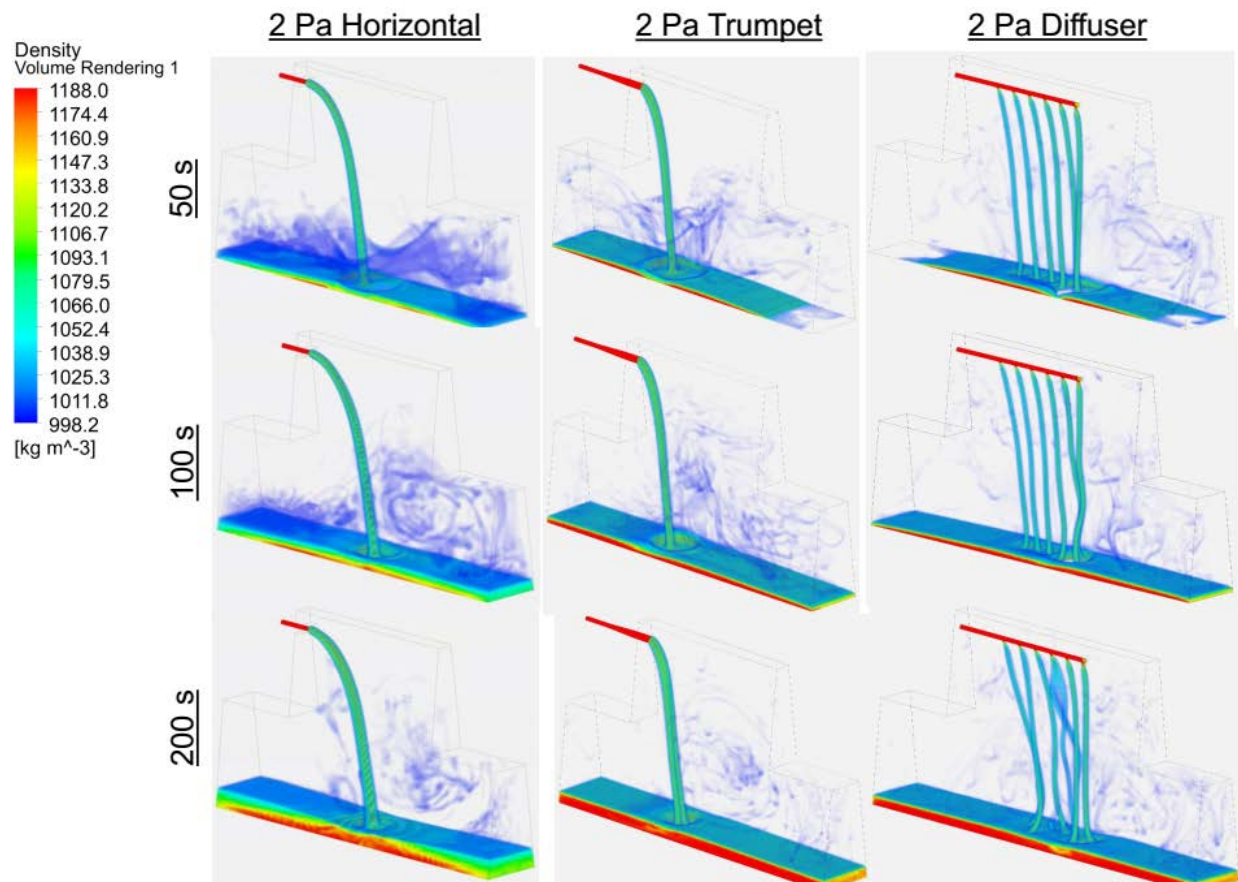 2 Pa Horizontal
2 Pa Trumpet
2 Pa Diffuser
Density
Volume Rendering 1
1188.0
1174.4
1160.9
1147.3
1133.8
1120.2
1106.7
1093.1
1079.5
1066.0
1052.4
1038.9
1025.3
1011.8
998.2
[kg m^-3]
50 s
100 s
200 s